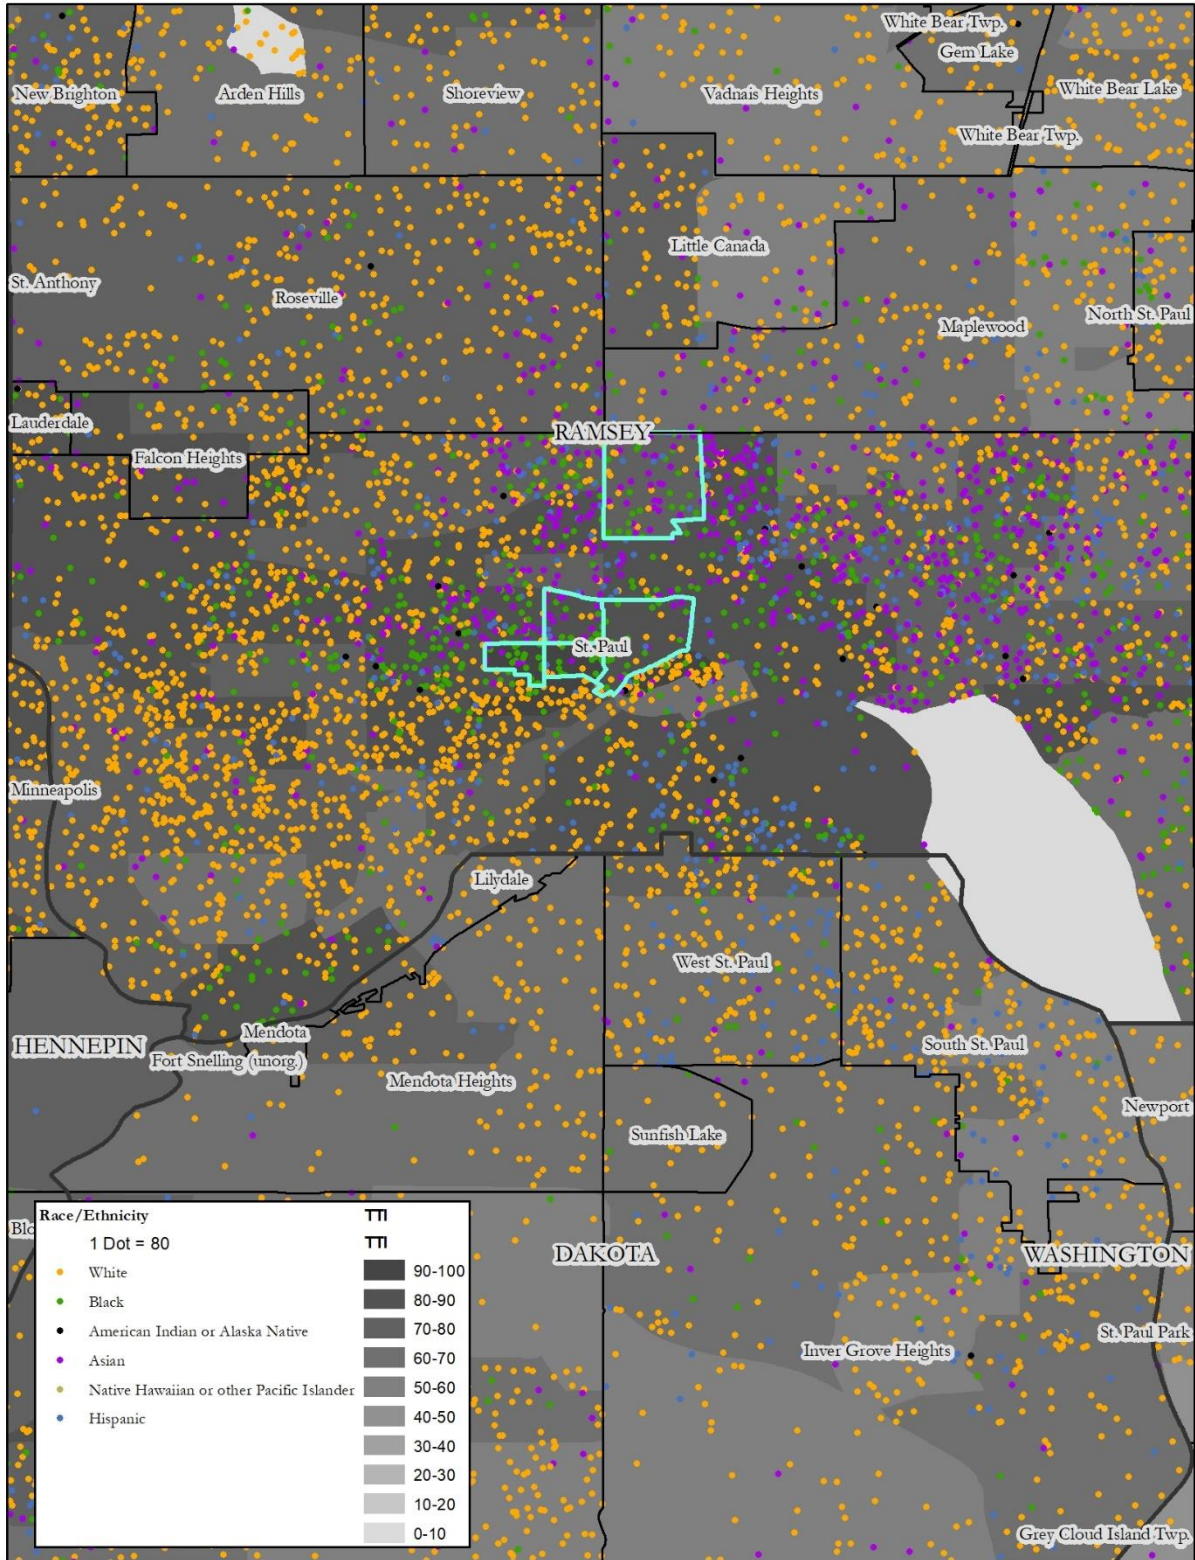 White Bear Twp.
Gem Lake
New Brighton
Arden Hills
Shoreview
Vadnais Heights
White Bear Lake
White Bear Twp.
Little Canada
St. Anthony
Roseville
Maplewood
North St. Paul
Lauderdale
RAMSEY
Falcon Heights
St. Paul
Minneapolis
Lilydale
West St. Paul
Mendota
HENNEPIN
Fort Snelling (unorg.)
South St. Paul
Mendota Heights
Newport
Sunfish Lake
Blo
DAKOTA
WASHINGTON
St. Paul Park
Inver Grove Heights
Grey Cloud Island Twp.
Race/Ethnicity
1 Dot = 80
White
Black
American Indian or Alaska Native
Asian
Native Hawaiian or other Pacific Islander
Hispanic
TTI
TTI
90-100
80-90
70-80
60-70
50-60
40-50
30-40
20-30
10-20
0-10